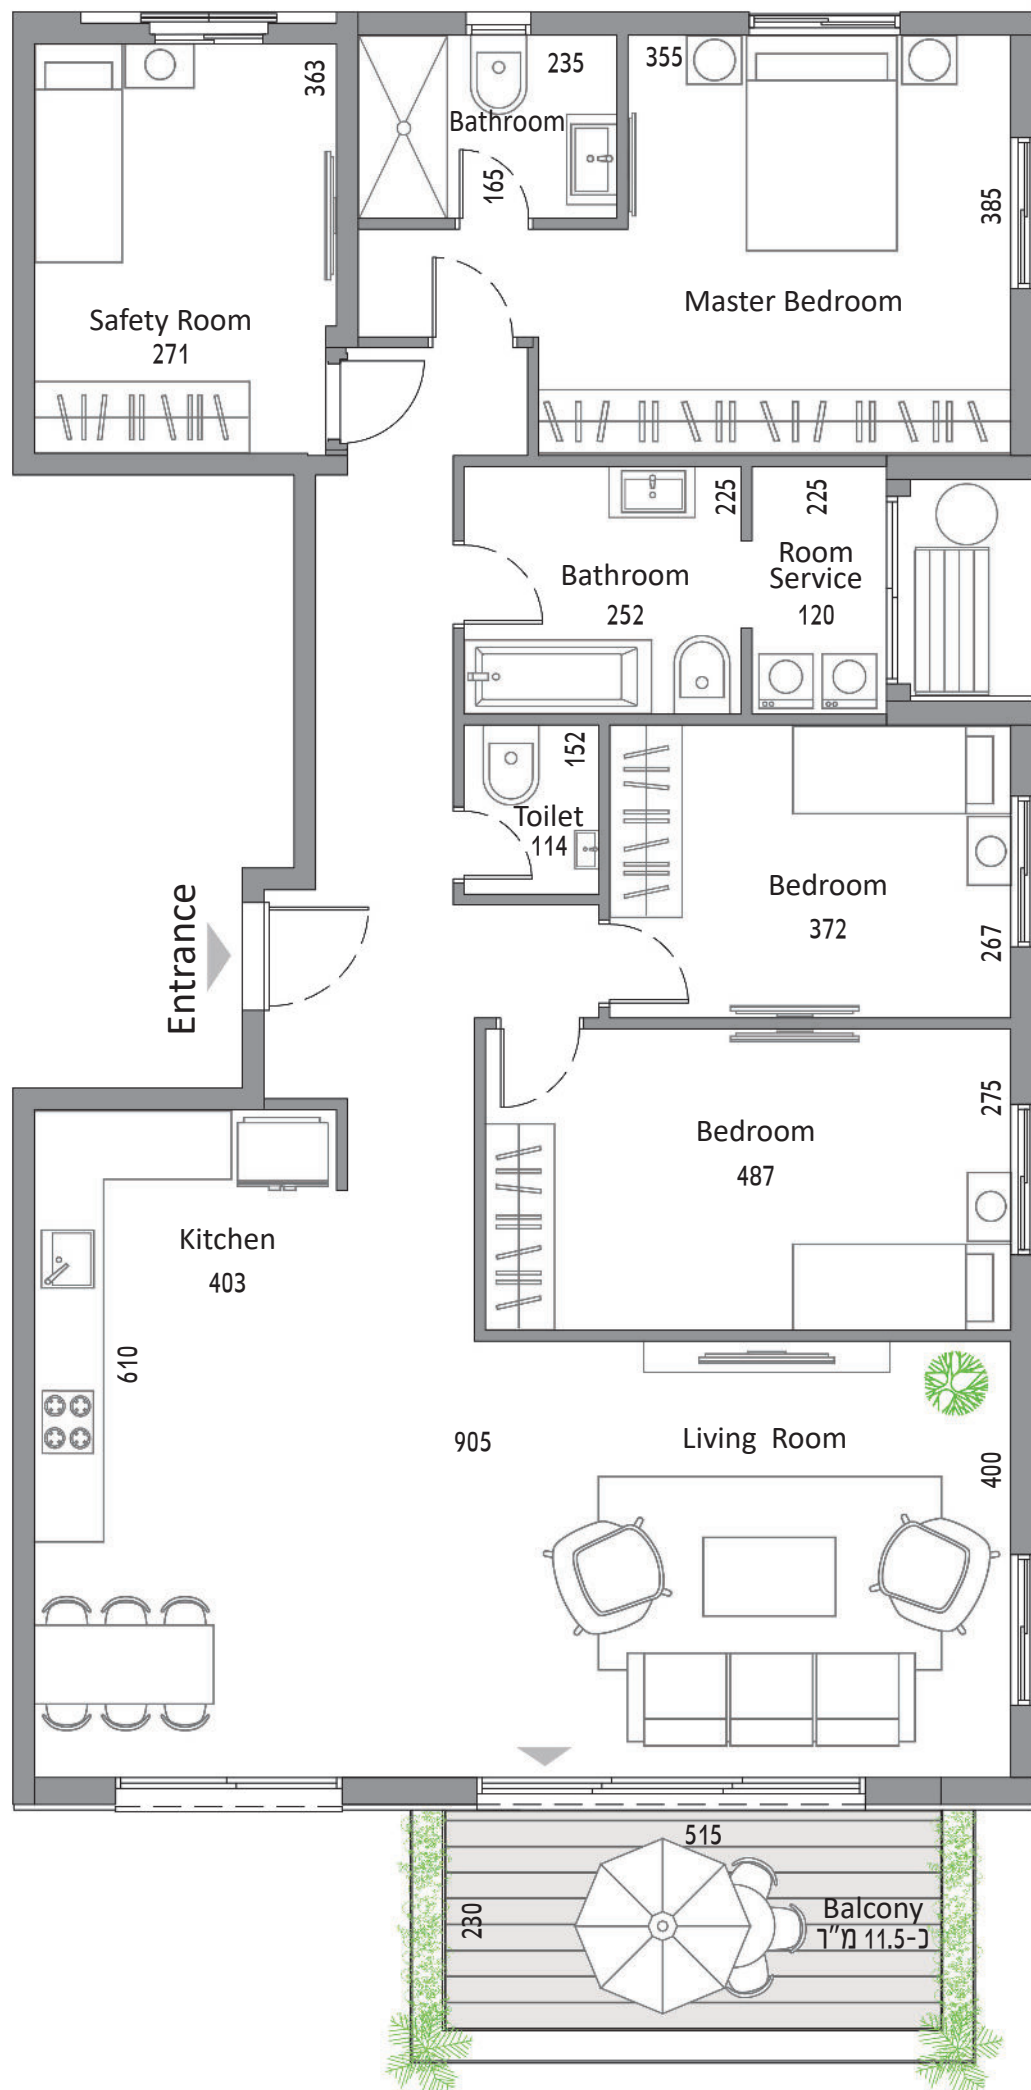 363
235
355
Bathroom
165
385
Safety Room
271
Master Bedroom
225
225
Bathroom
252
Room
Service
120
152
Toilet
114
Entrance
Bedroom
372
267
275
Bedroom
487
Kitchen
403
610
905
Living Room
400
515
230
Balcony
כ-11.5 מ"ר